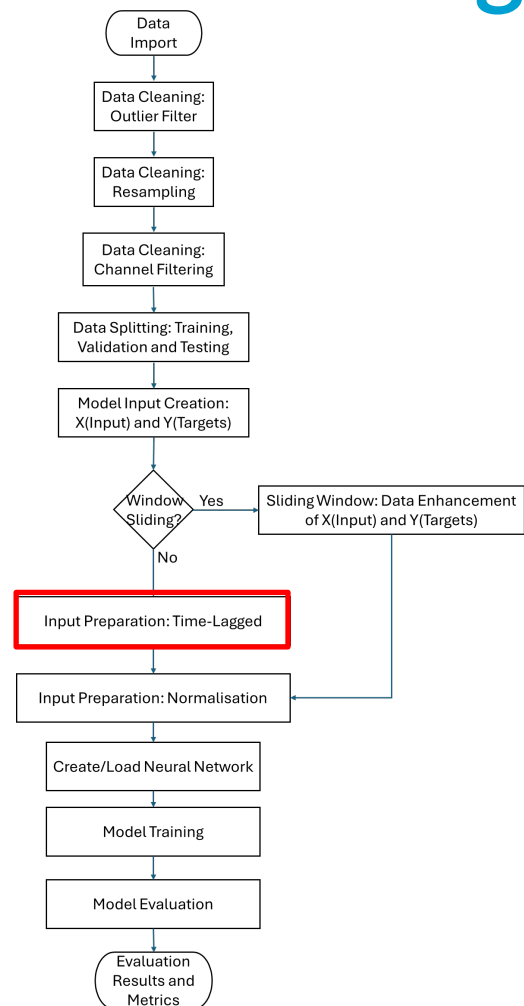 Data
Import
Data Cleaning:
Outlier Filter
Data Cleaning:
Resampling
Data Cleaning:
Channel Filtering
Data Splitting: Training,
Validation and Testing
Model Input Creation:
X(Input) and Y(Targets)
Window
Sliding?
Yes
Sliding Window: Data Enhancement
of X(Input) and Y(Targets)
No
Input Preparation: Time-Lagged
Input Preparation: Normalisation
Create/Load Neural Network
Model Training
Model Evaluation
Evaluation
Results and
Metrics